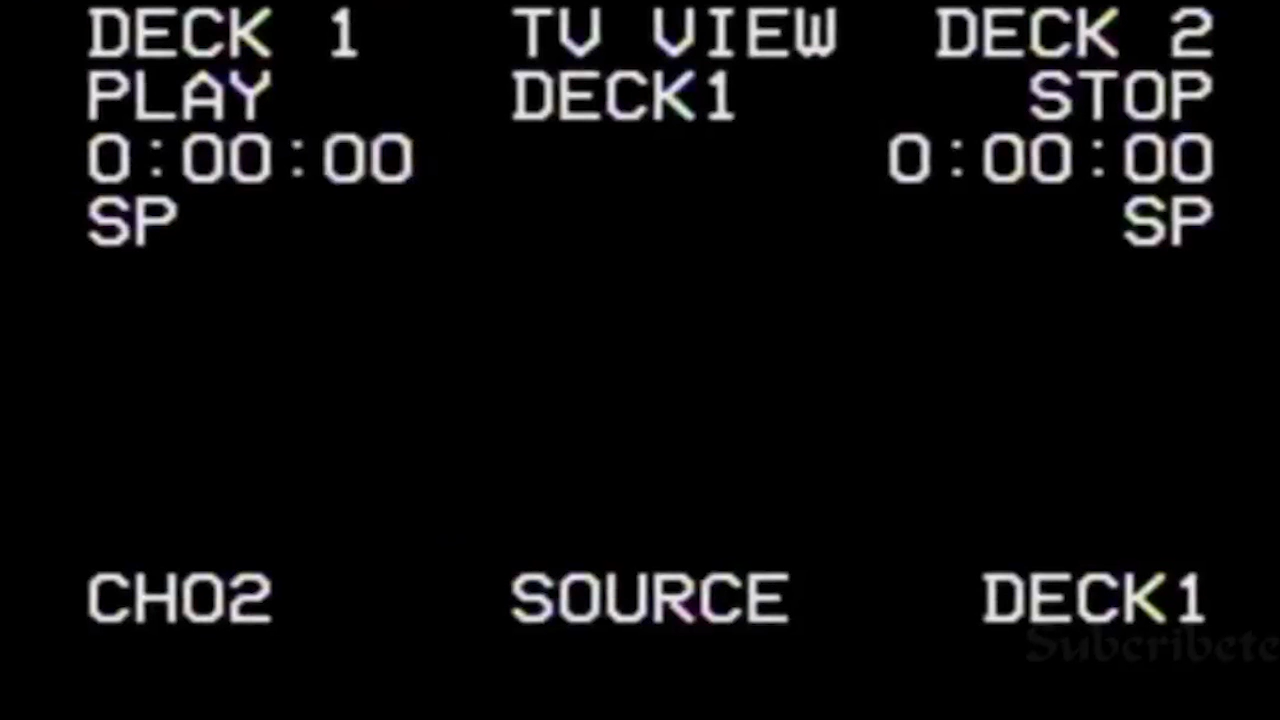 DECK 1 TV VIEW DECK 2
PLAY DECK1 STOP
0:00:00 0:00:00
SP SP
CH02 SOURCE DECK1
Subcribete